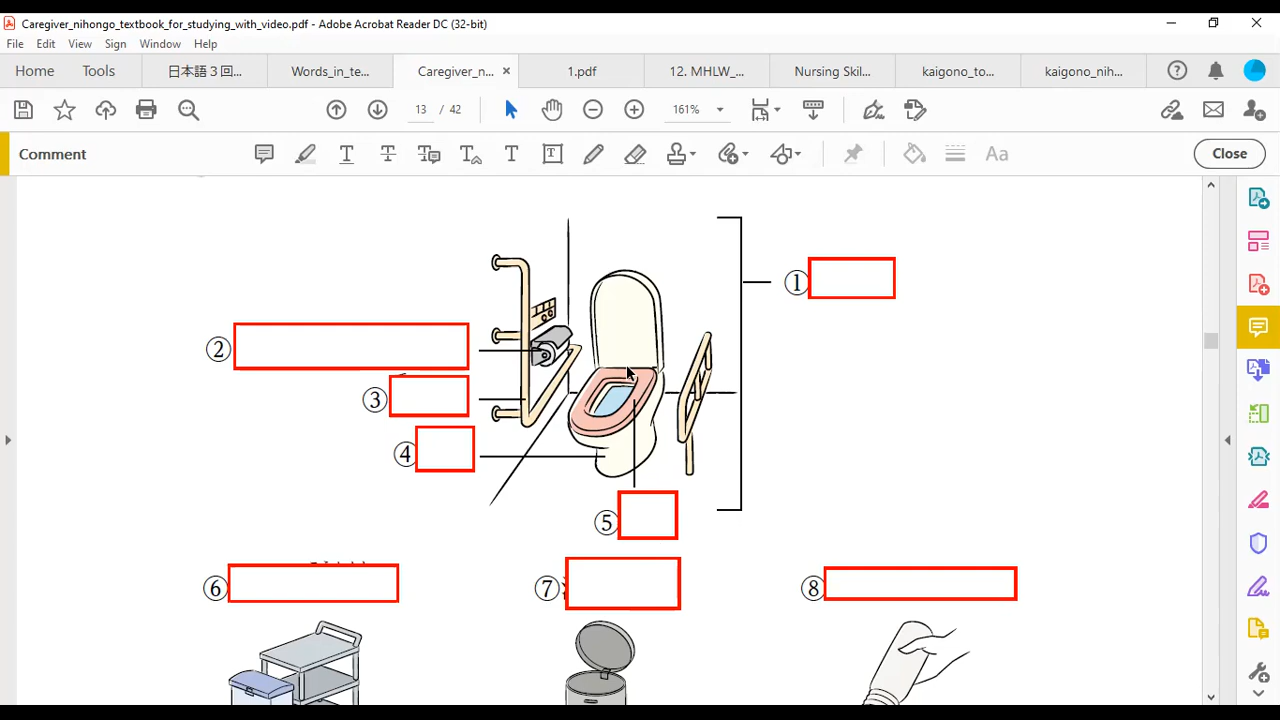 Caregiver_nihongo_textbook_for_studying_with_video.pdf - Adobe Acrobat Reader DC (32-bit)
File Edit View Sign Window Help
Home Tools 日本語３回... Words_in_te... Caregiver_n... 1.pdf 12. MHLW_... Nursing Skil... kaigono_to... kaigono_nih...
13 / 42 161%
Comment Close
①
②
③
④
⑤
⑥ ⑦ ⑧